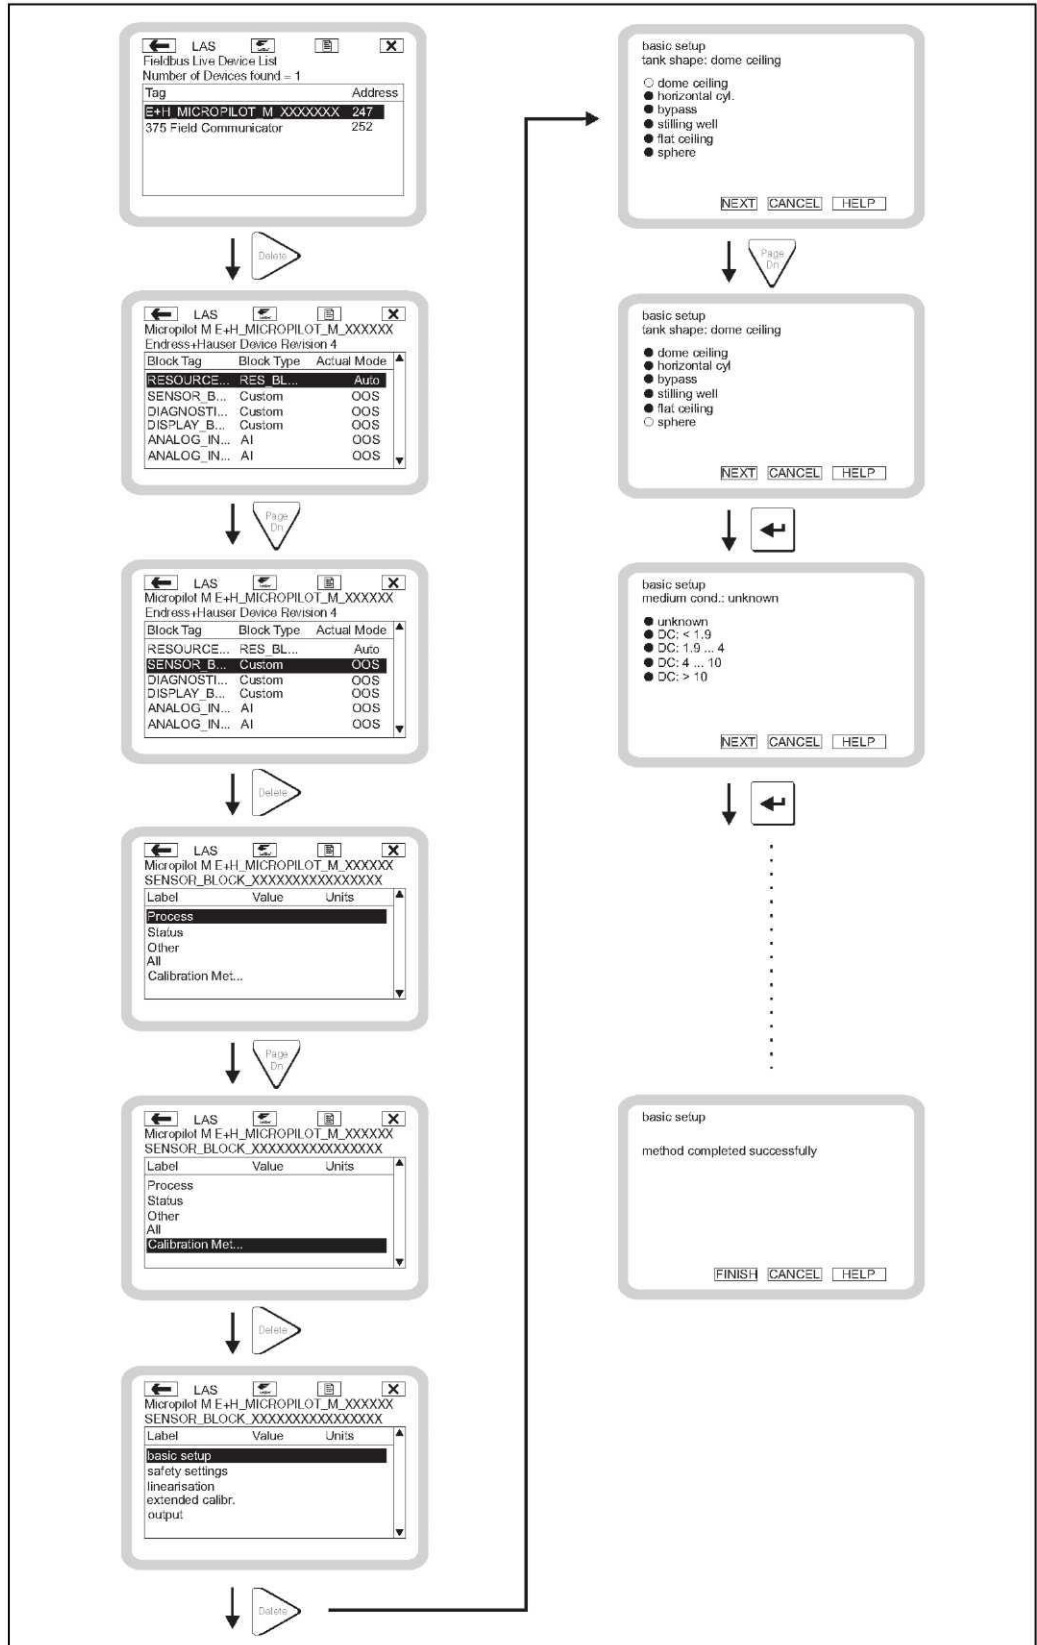 LAS
Fieldbus Live Device List
Number of Devices found = 1
Tag Address
E+H_MICROPILOT_M_XXXXXXX 247
375 Field Communicator 252
Delete
LAS
Micropilot M E+H_MICROPILOT_M_XXXXXX
Endress+Hauser Device Revision 4
Block Tag Block Type Actual Mode
RESOURCE... RES_BL... Auto
SENSOR_B... Custom OOS
DIAGNOSTI... Custom OOS
DISPLAY_B... Custom OOS
ANALOG_IN... AI OOS
ANALOG_IN... AI OOS
Page
Dn
LAS
Micropilot M E+H_MICROPILOT_M_XXXXXX
Endress+Hauser Device Revision 4
Block Tag Block Type Actual Mode
RESOURCE... RES_BL... Auto
SENSOR_B... Custom OOS
DIAGNOSTI... Custom OOS
DISPLAY_B... Custom OOS
ANALOG_IN... AI OOS
ANALOG_IN... AI OOS
Delete
LAS
Micropilot M E+H_MICROPILOT_M_XXXXXX
SENSOR_BLOCK_XXXXXXXXXXXXXXXX
Label Value Units
Process
Status
Other
All
Calibration Met...
Page
Dn
LAS
Micropilot M E+H_MICROPILOT_M_XXXXXX
SENSOR_BLOCK_XXXXXXXXXXXXXXXX
Label Value Units
Process
Status
Other
All
Calibration Met...
Delete
LAS
Micropilot M E+H_MICROPILOT_M_XXXXXX
SENSOR_BLOCK_XXXXXXXXXXXXXXXX
Label Value Units
basic setup
safety settings
linearisation
extended calibr.
output
Delete
basic setup
tank shape: dome ceiling
dome ceiling
horizontal cyl.
bypass
stilling well
flat ceiling
sphere
NEXT CANCEL HELP
Page
Dn
basic setup
tank shape: dome ceiling
dome ceiling
horizontal cyl
bypass
stilling well
flat ceiling
sphere
NEXT CANCEL HELP
basic setup
medium cond.: unknown
unknown
DC: < 1.9
DC: 1.9 ... 4
DC: 4 ... 10
DC: > 10
NEXT CANCEL HELP
basic setup
method completed successfully
FINISH CANCEL HELP